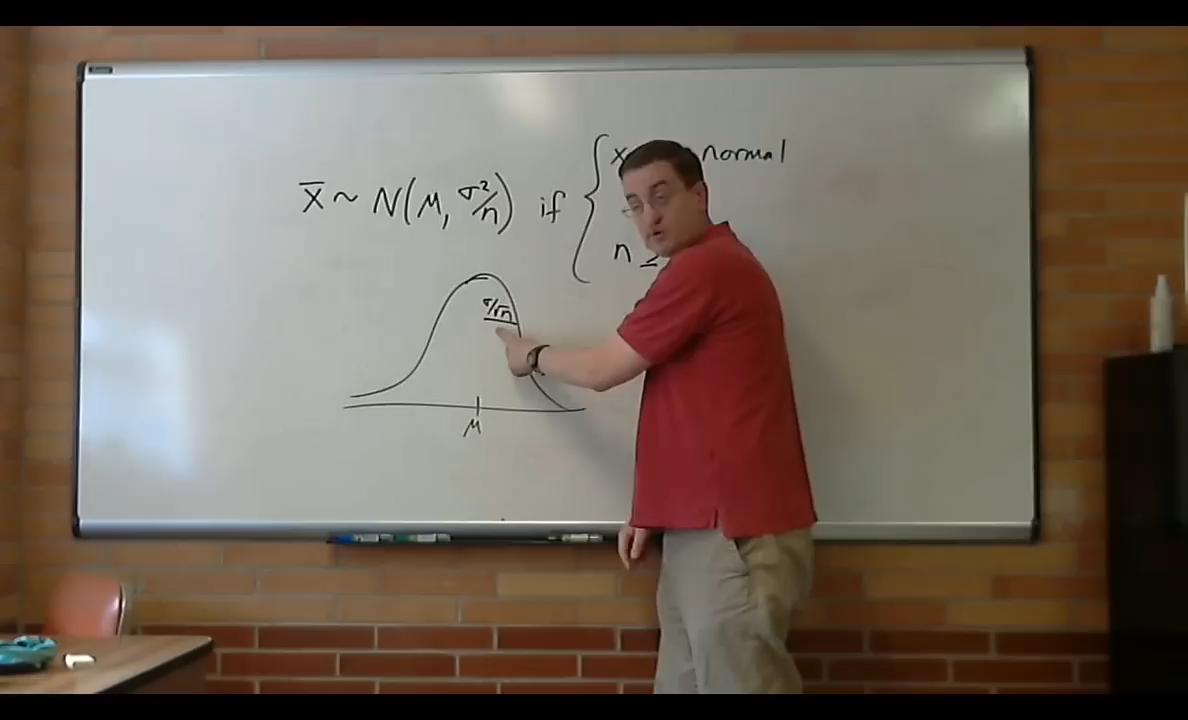 X̄ ~ N(μ, σ²/n) if { x normal
n ≥
σ/√n
μ